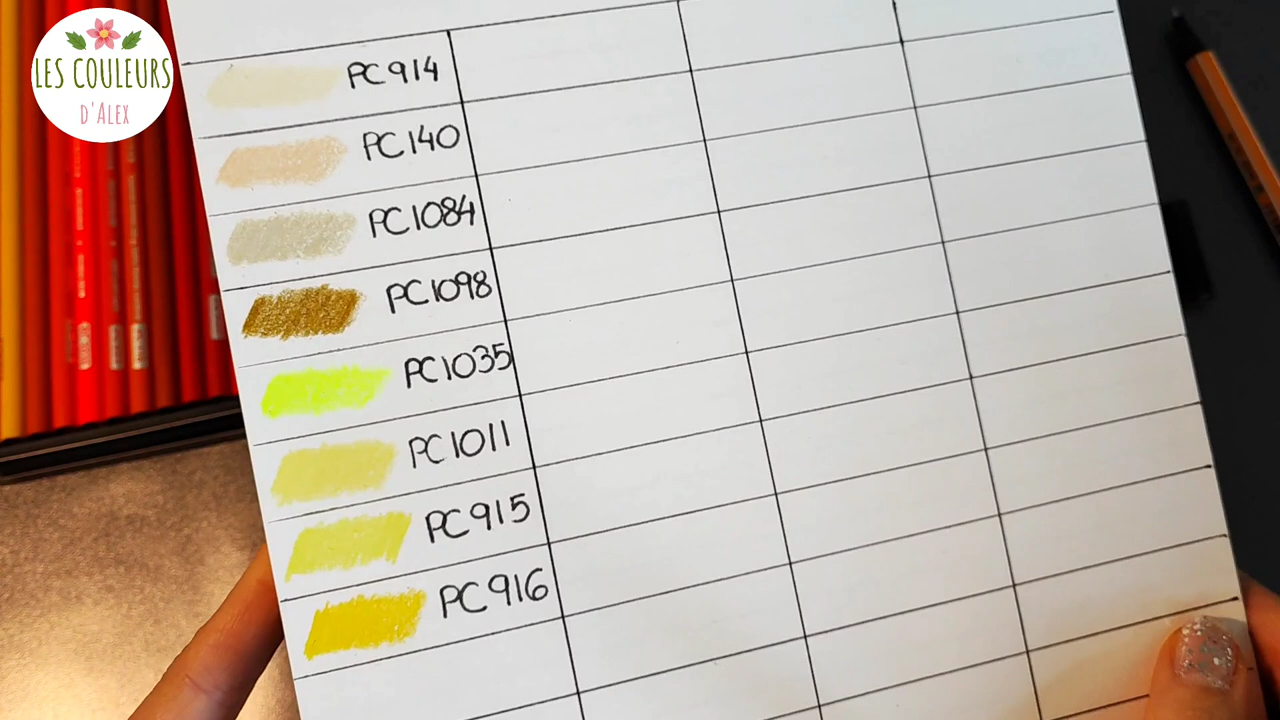 LES COULEURS
d'ALEX
PC914
PC140
PC1084
PC1098
PC1035
PC1011
PC915
PC916